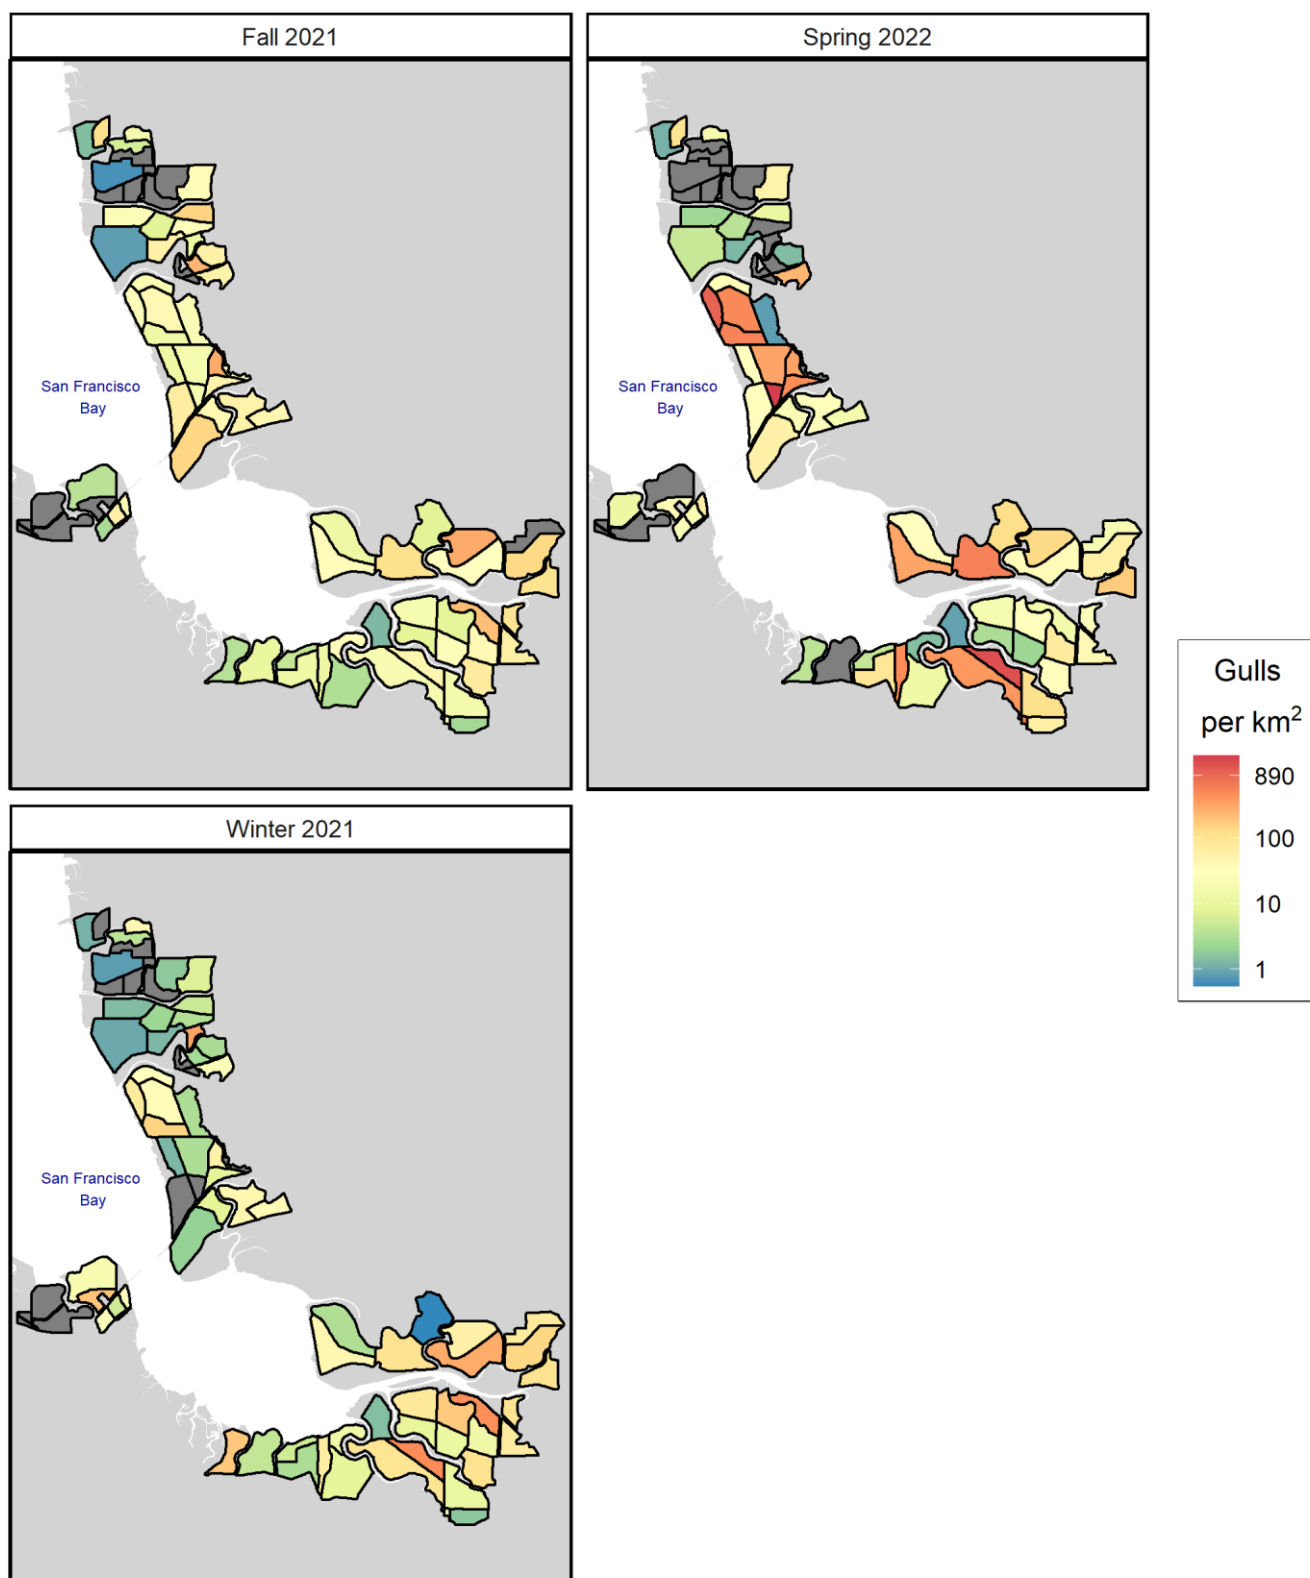 Fall 2021
Spring 2022
San Francisco
Bay
San Francisco
Bay
Gulls
per km²
890
100
10
1
Winter 2021
San Francisco
Bay